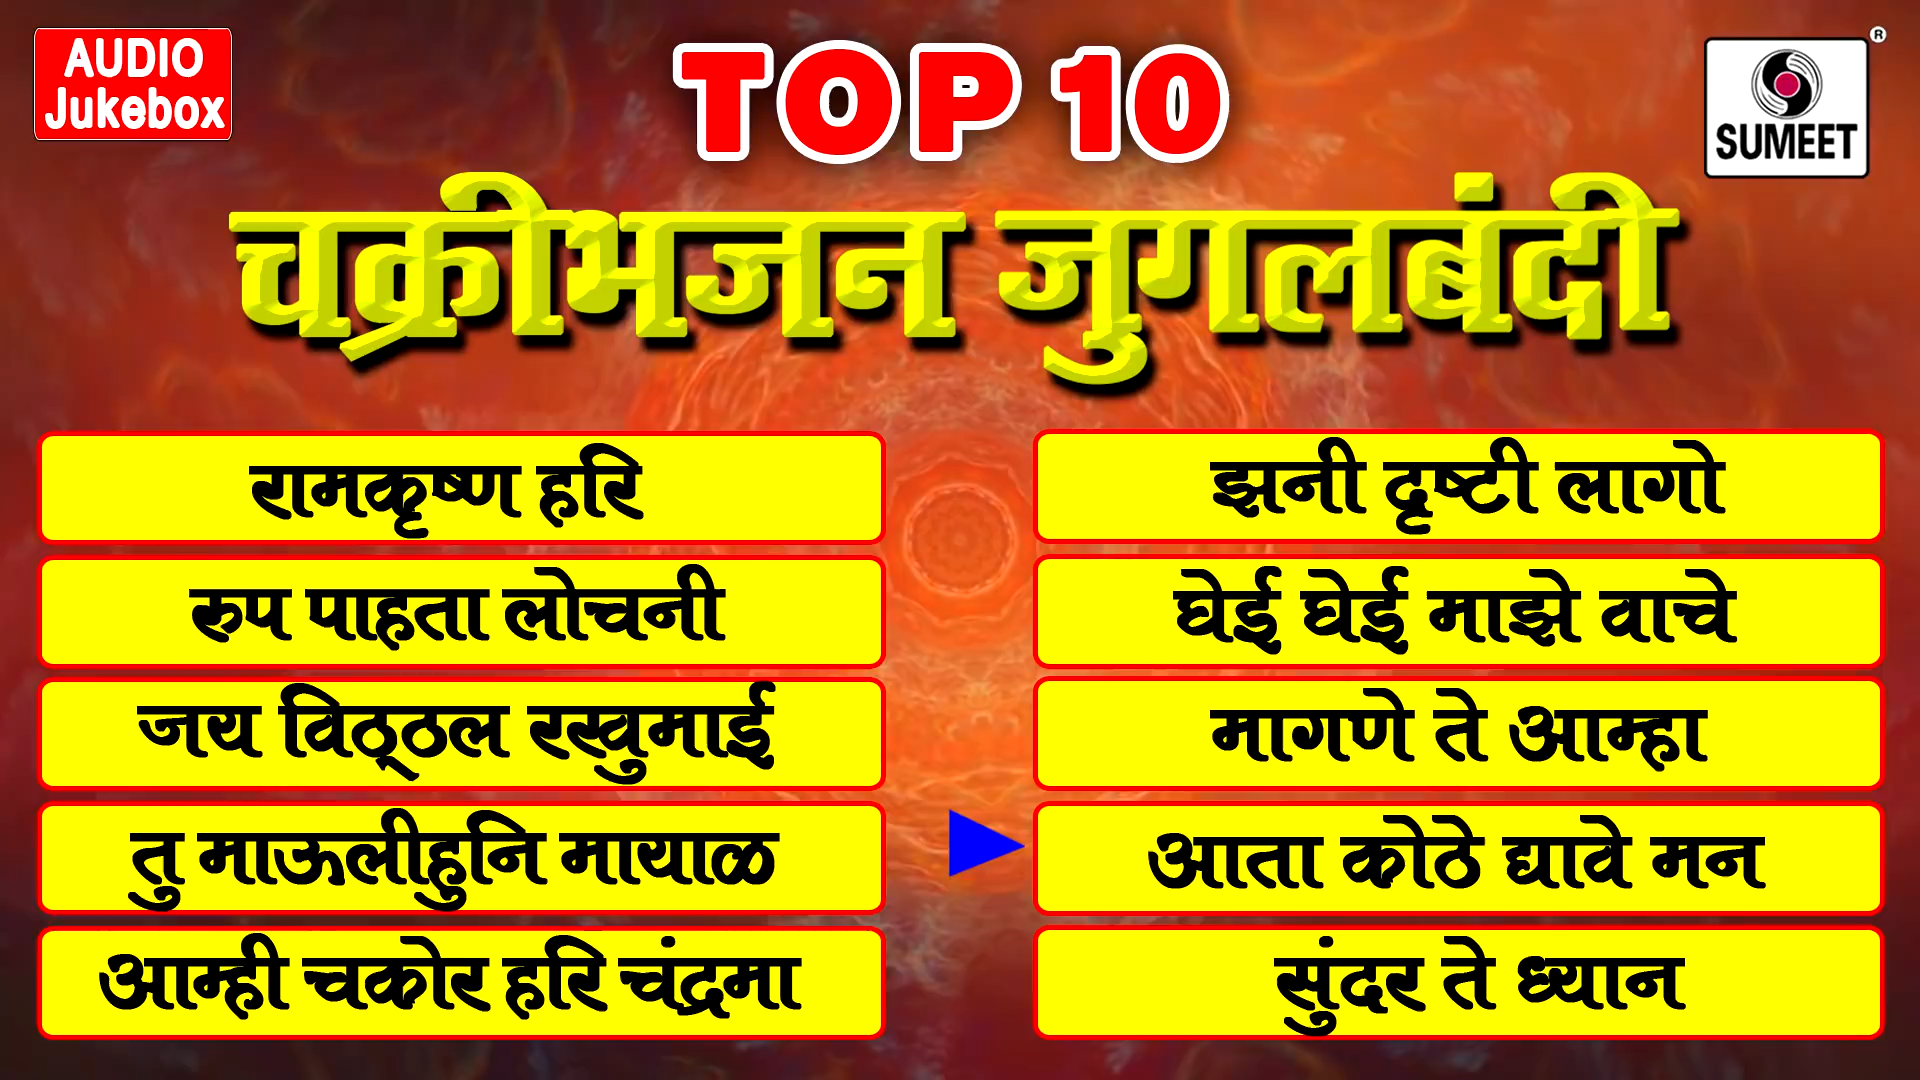 AUDIO
Jukebox
TOP 10
SUMEET
®
चक्रीभजन जुगलबंदी
रामकृष्ण हरि
रुप पाहता लोचनी
जय विठ्ठल रखुमाई
तु माऊलीहुनि मायाळ
आम्ही चकोर हरि चंद्रमा
झनी दृष्टी लागो
घेई घेई माझे वाचे
मागणे ते आम्हा
आता कोठे द्यावे मन
सुंदर ते ध्यान